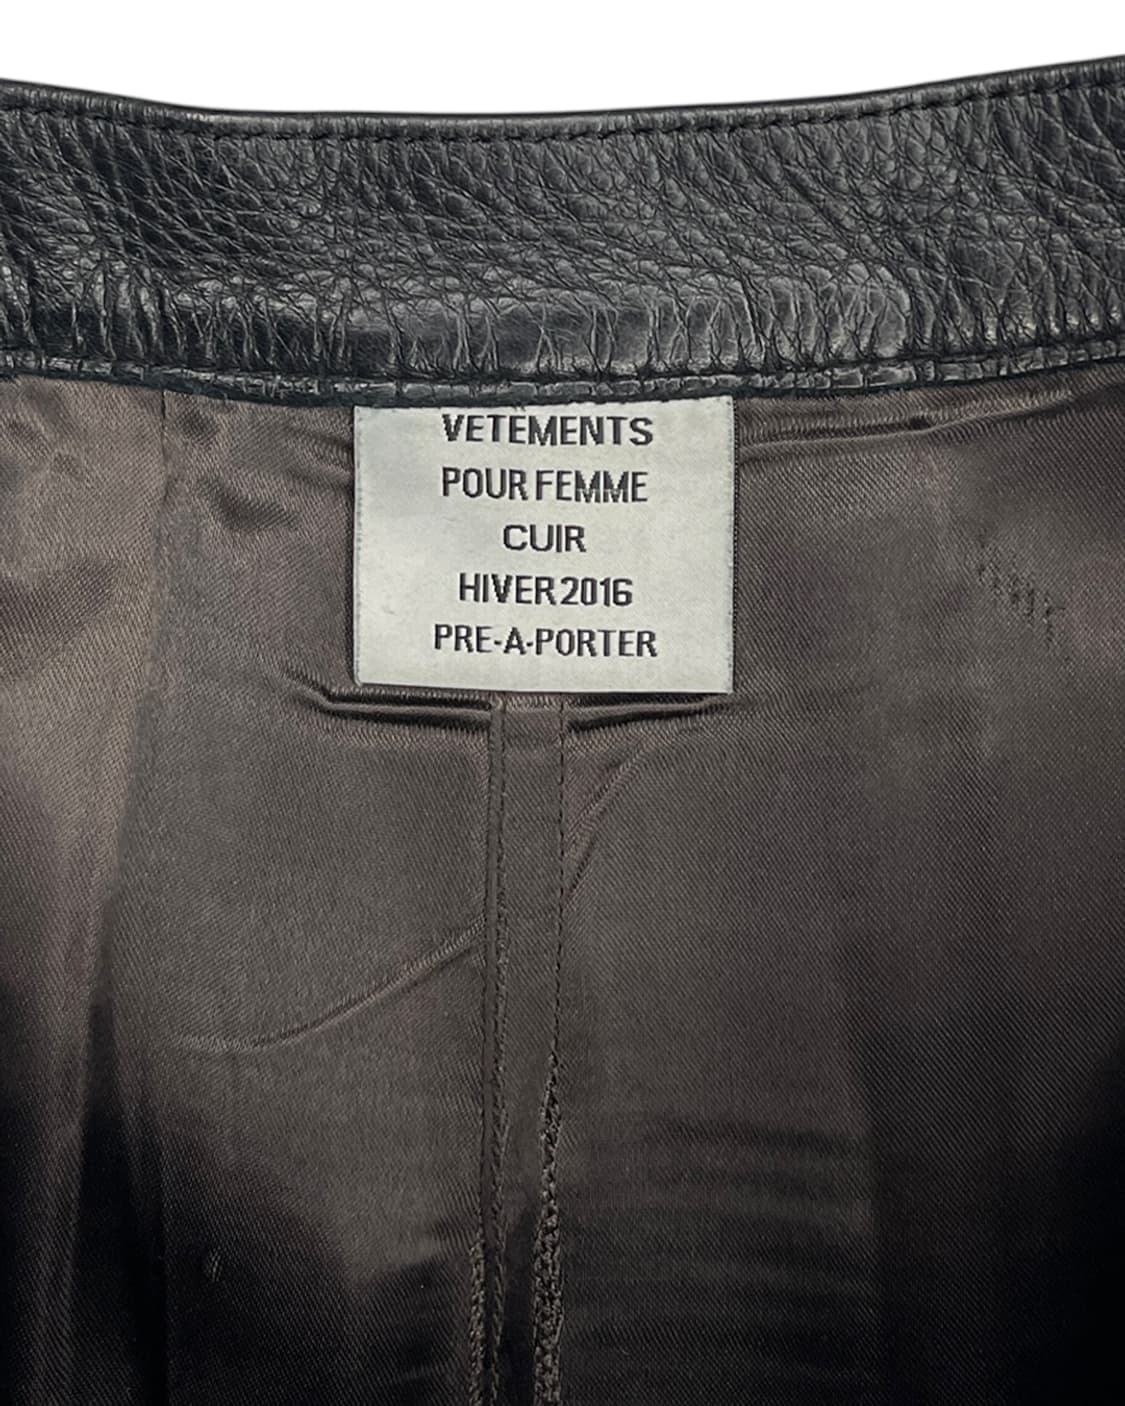 VETEMENTS
POUR FEMME
CUIR
HIVER 2016
PRE-A-PORTER